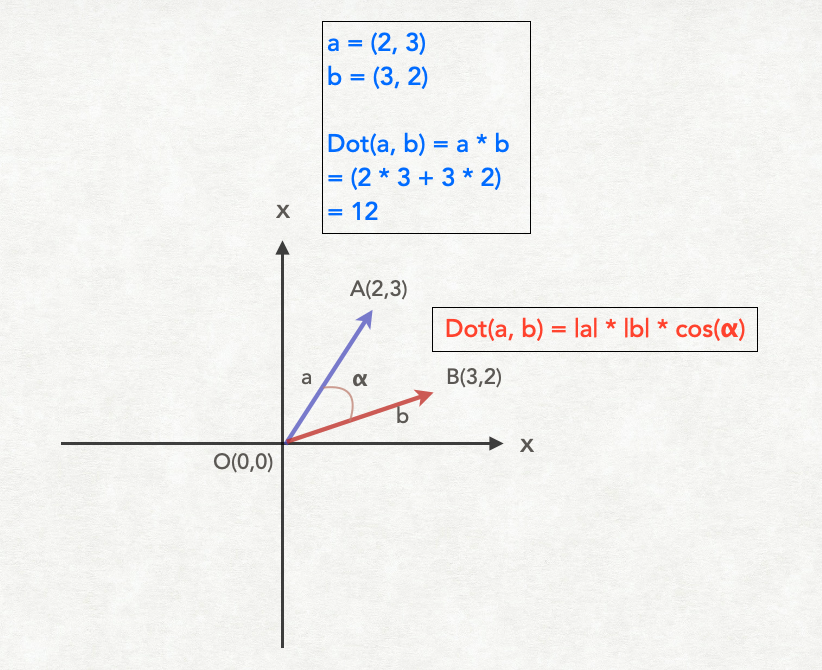 a = (2, 3)
b = (3, 2)
Dot(a, b) = a * b
= (2 * 3 + 3 * 2)
= 12
x
A(2,3)
Dot(a, b) = |a| * |b| * cos(α)
a
α
B(3,2)
b
O(0,0)
x